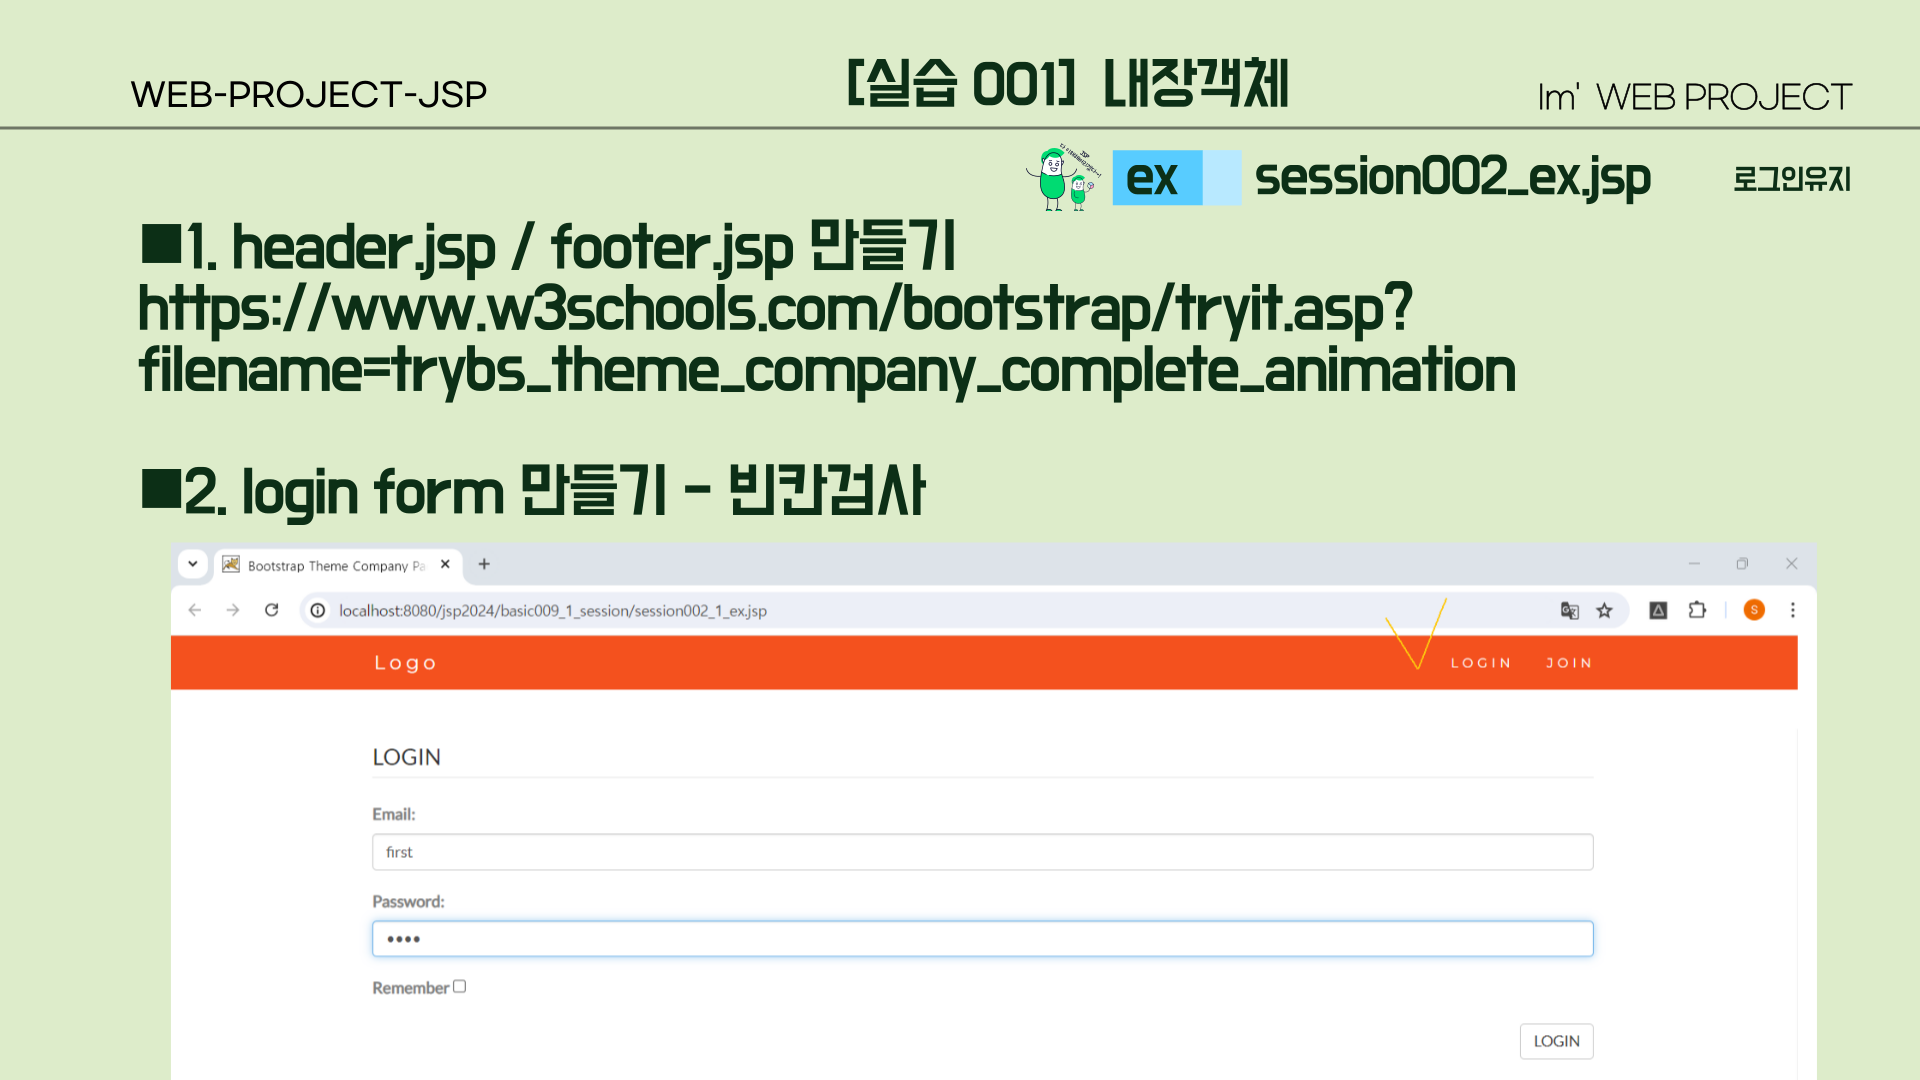 WEB-PROJECT-JSP
[실습 001] 내장객체
Im' WEB PROJECT
ex
session002_ex.jsp
로그인유지
■1. header.jsp / footer.jsp 만들기
https://www.w3schools.com/bootstrap/tryit.asp?
filename=trybs_theme_company_complete_animation
■2. login form 만들기 - 빈칸검사
Bootstrap Theme Company Pa
localhost:8080/jsp2024/basic009_1_session/session002_1_ex.jsp
S
Logo
LOGIN
JOIN
LOGIN
Email:
first
Password:
••••
Remember
LOGIN